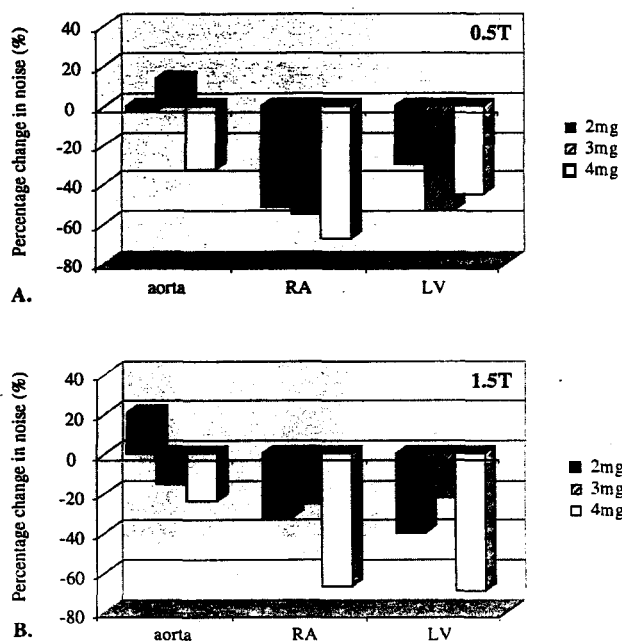 Percentage change in noise (%)
40
20
0
-20
-40
-60
-80
0.5T
aorta
RA
LV
2mg
3mg
4mg
A.
Percentage change in noise (%)
40
20
0
-20
-40
-60
-80
1.5T
aorta
RA
LV
2mg
3mg
4mg
B.